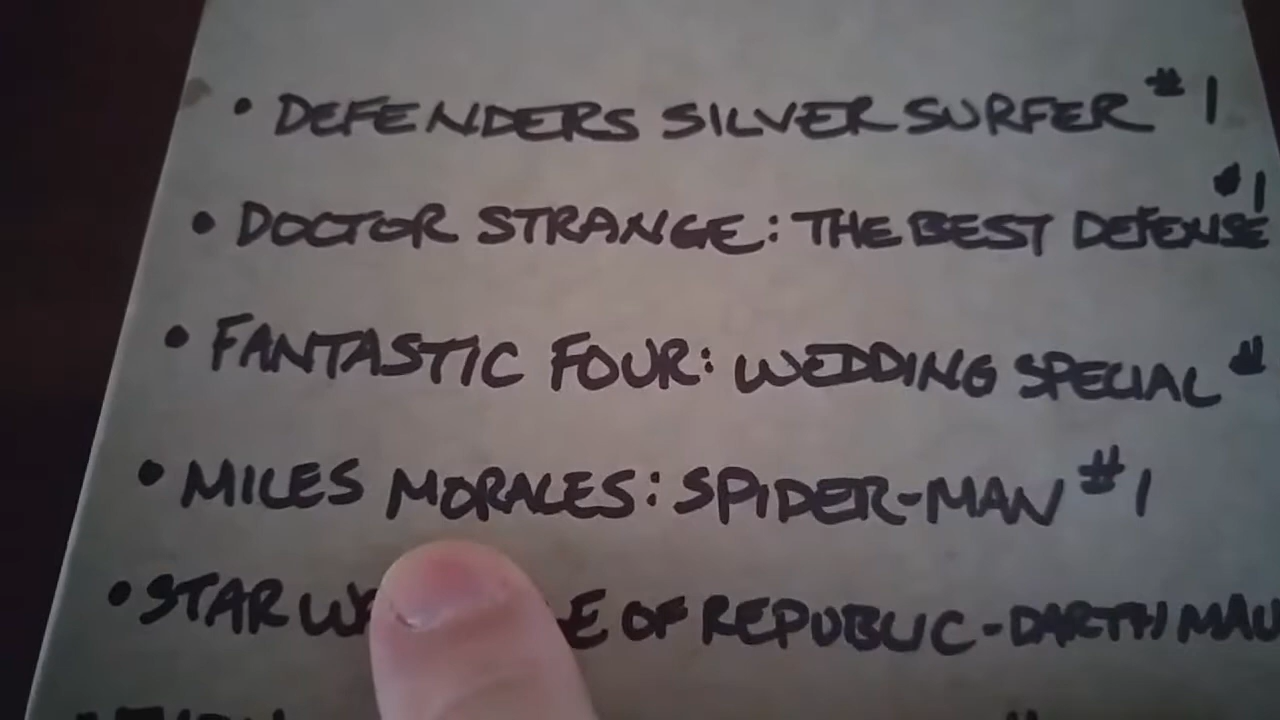 • DEFENDERS SILVER SURFER #1
• DOCTOR STRANGE: THE BEST DEFENSE #1
• FANTASTIC FOUR: WEDDING SPECIAL #
• MILES MORALES: SPIDER-MAN #1
• STAR OF REPUBLIC-DARTH MAU